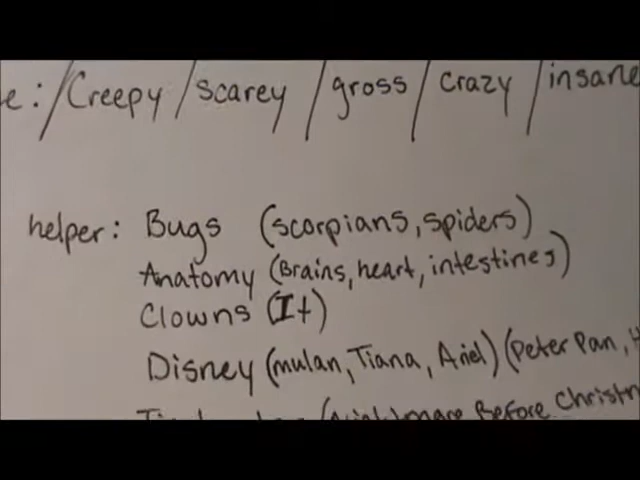 e: / Creepy / scarey / gross / crazy / insane
helper: Bugs (scorpians, spiders)
Anatomy (Brains, heart, intestines)
Clowns (It)
Disney (mulan, Tiana, Ariel) (Peter Pan, H
Before Christm